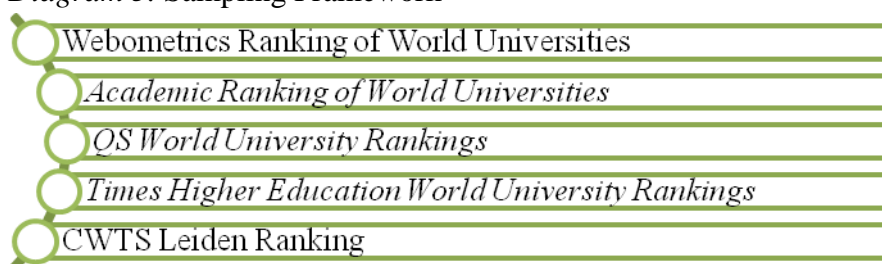 Webometrics Ranking of World Universities
Academic Ranking of World Universities
QS World University Rankings
Times Higher Education World University Rankings
CWTS Leiden Ranking